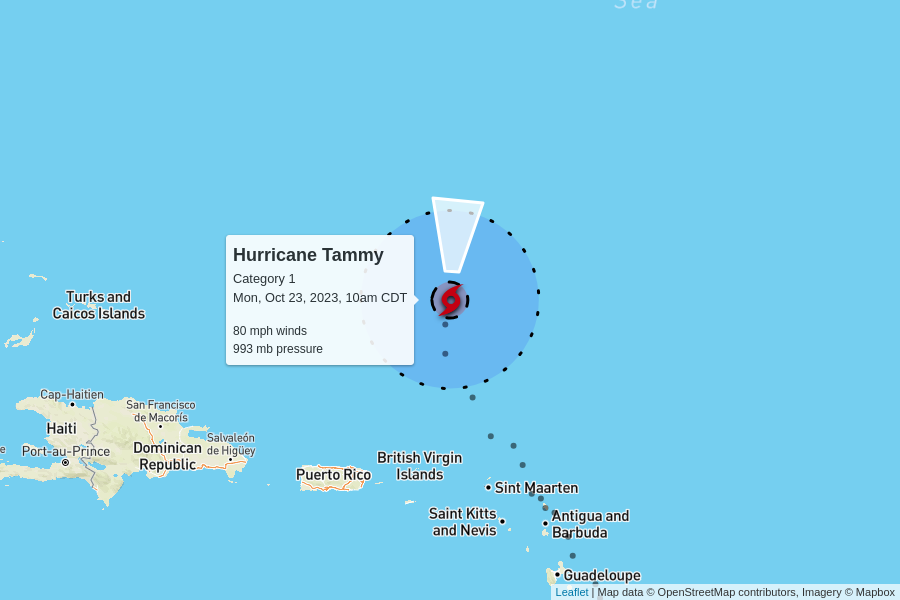 Sea
Hurricane Tammy
Category 1
Mon, Oct 23, 2023, 10am CDT
80 mph winds
993 mb pressure
Turks and
Caicos Islands
Cap-Haitien
San Francisco
de Macorís
Haiti
Salvaleón
de Higüey
Dominican
Republic
e
Port-au-Prince
British Virgin
Islands
Puerto Rico
Sint Maarten
Saint Kitts
and Nevis
Antigua and
Barbuda
Guadeloupe
Leaflet | Map data © OpenStreetMap contributors, Imagery © Mapbox